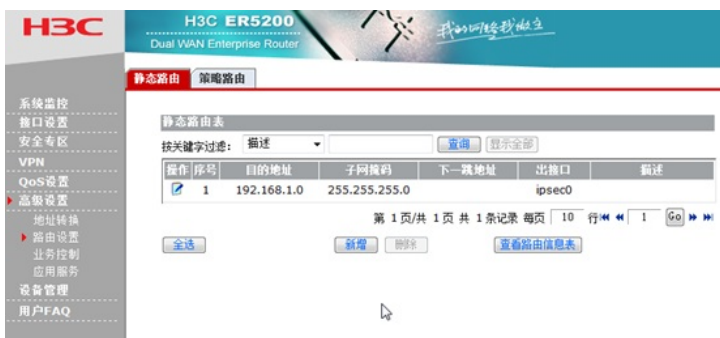 H3C
H3C ER5200
Dual WAN Enterprise Router
我的网络我做主
静态路由 策略路由
系统监控
接口设置
安全专区
VPN
QoS设置
高级设置
地址转换
路由设置
业务控制
应用服务
设备管理
用户FAQ
静态路由表
按关键字过滤: 描述 查询 显示全部
操作 序号 目的地址 子网掩码 下一跳地址 出接口 描述
1 192.168.1.0 255.255.255.0 ipsec0
第 1 页/共 1 页 共 1 条记录 每页 10 行 1 Go
全选 新增 删除 查看路由信息表